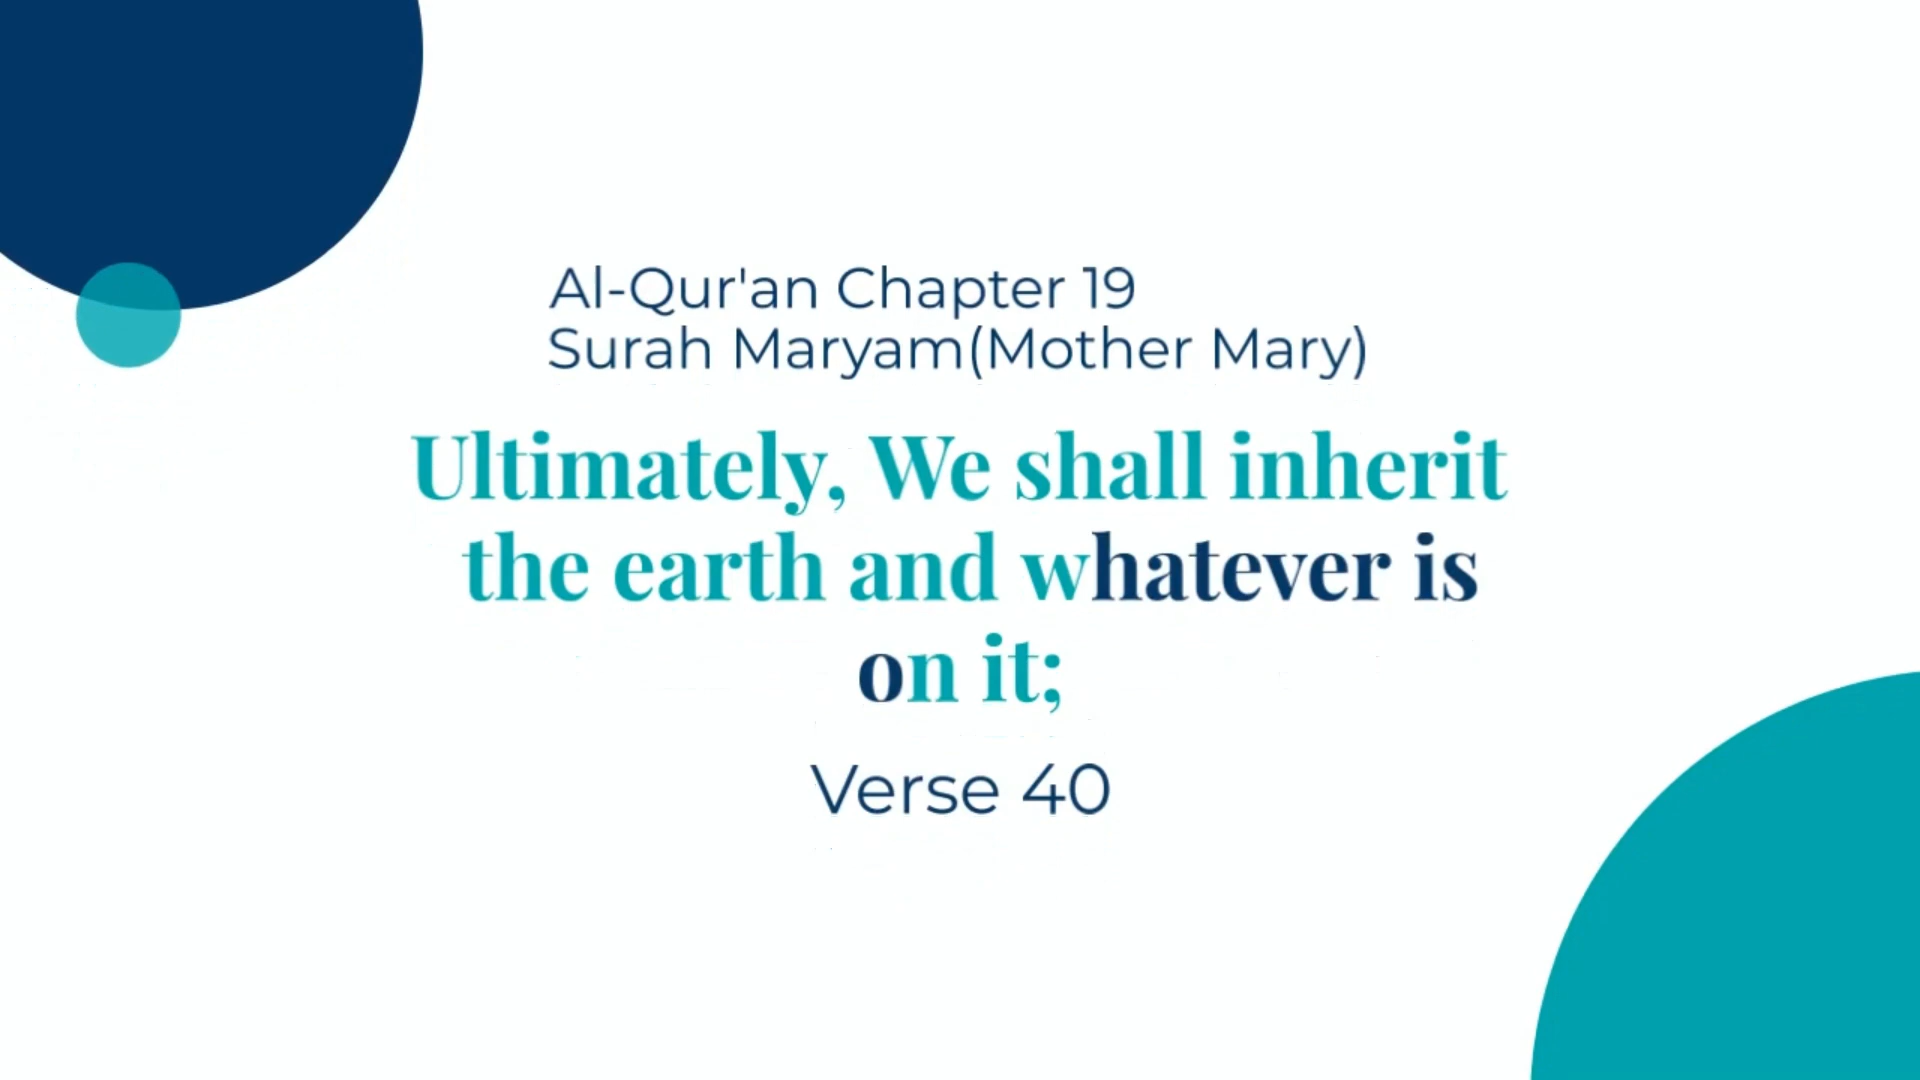 Al-Qur'an Chapter 19
Surah Maryam(Mother Mary)
Ultimately, We shall inherit
the earth and whatever is
on it;
Verse 40